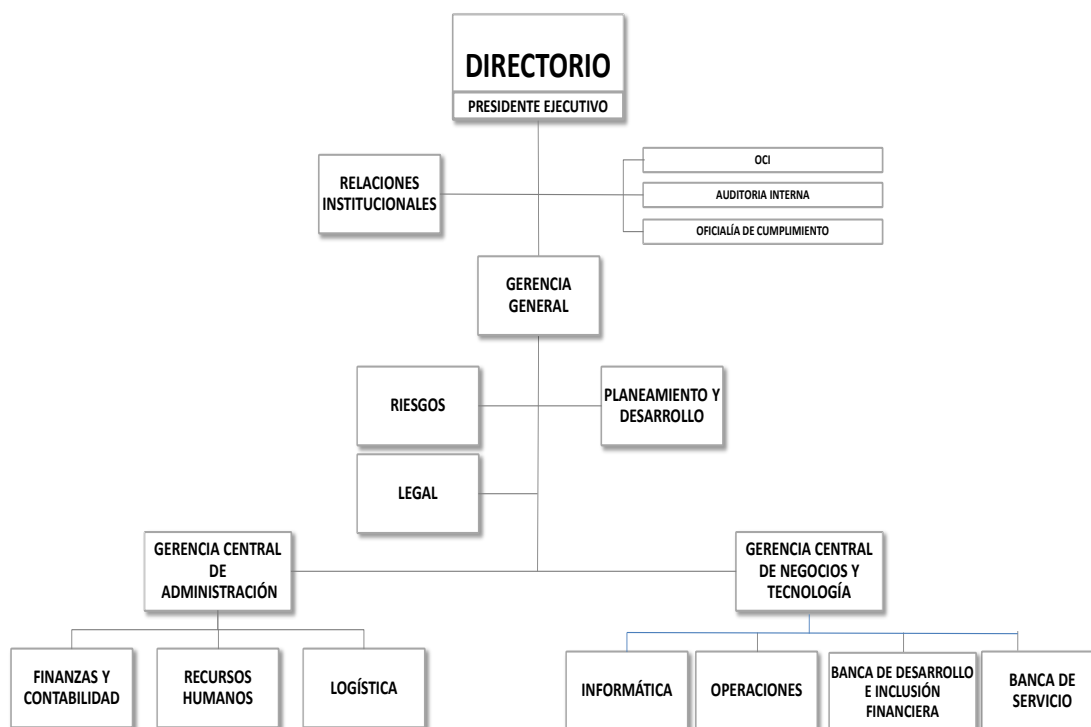 DIRECTORIO
PRESIDENTE EJECUTIVO
RELACIONES
INSTITUCIONALES
OCI
AUDITORIA INTERNA
OFICIALÍA DE CUMPLIMIENTO
GERENCIA
GENERAL
RIESGOS
PLANEAMIENTO Y
DESARROLLO
LEGAL
GERENCIA CENTRAL
DE
ADMINISTRACIÓN
GERENCIA CENTRAL
DE NEGOCIOS Y
TECNOLOGÍA
FINANZAS Y
CONTABILIDAD
RECURSOS
HUMANOS
LOGÍSTICA
INFORMÁTICA
OPERACIONES
BANCA DE DESARROLLO
E INCLUSIÓN
FINANCIERA
BANCA DE
SERVICIO